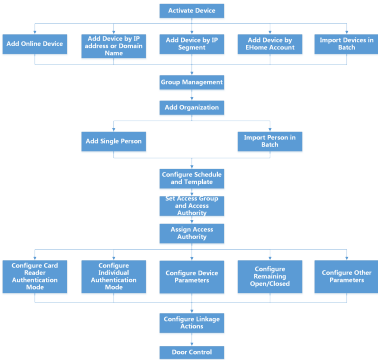 Activate Device
Add Online Device
Add Device by IP
address or Domain
Name
Add Device by IP
Segment
Add Device by
EHome Account
Import Devices in
Batch
Group Management
Add Organization
Add Single Person
Import Person in
Batch
Configure Schedule
and Template
Set Access Group
and Access
Authority
Assign Access
Authority
Configure Card
Reader
Authentication
Mode
Configure
Individual
Authentication
Mode
Configure Device
Parameters
Configure
Remaining
Open/Closed
Configure Other
Parameters
Configure Linkage
Actions
Door Control